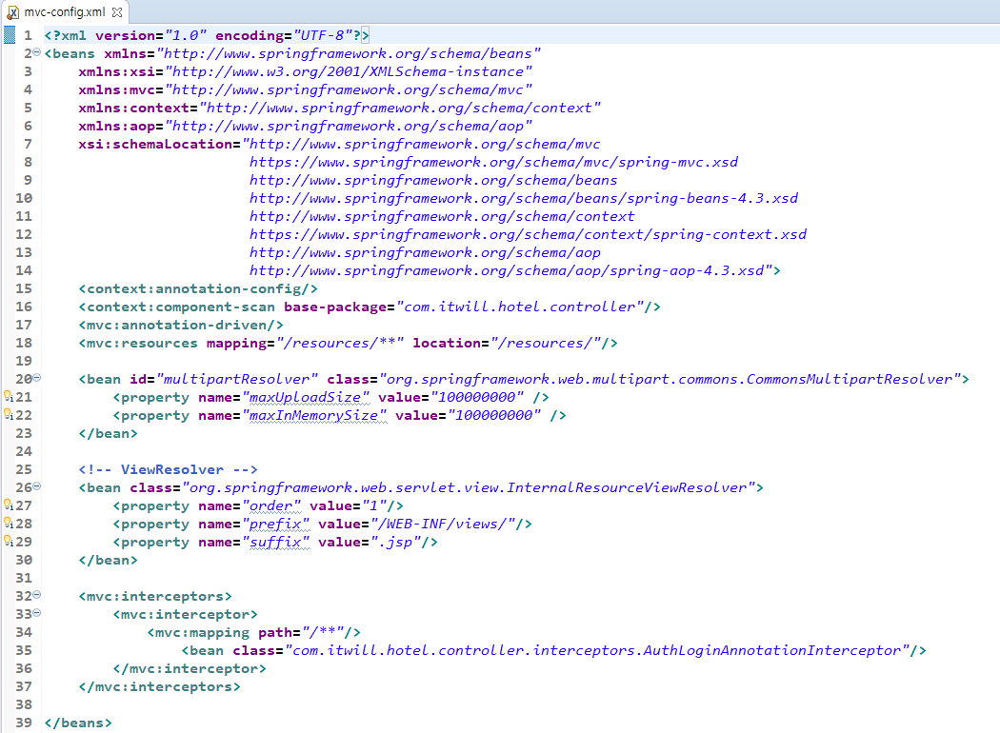 mvc-config.xml
1 <?xml version="1.0" encoding="UTF-8"?>
2 <beans xmlns="http://www.springframework.org/schema/beans"
3     xmlns:xsi="http://www.w3.org/2001/XMLSchema-instance"
4     xmlns:mvc="http://www.springframework.org/schema/mvc"
5     xmlns:context="http://www.springframework.org/schema/context"
6     xmlns:aop="http://www.springframework.org/schema/aop"
7     xsi:schemaLocation="http://www.springframework.org/schema/mvc
8                         https://www.springframework.org/schema/mvc/spring-mvc.xsd
9                         http://www.springframework.org/schema/beans
10                         http://www.springframework.org/schema/beans/spring-beans-4.3.xsd
11                         http://www.springframework.org/schema/context
12                         https://www.springframework.org/schema/context/spring-context.xsd
13                         http://www.springframework.org/schema/aop
14                         http://www.springframework.org/schema/aop/spring-aop-4.3.xsd">
15     <context:annotation-config/>
16     <context:component-scan base-package="com.itwill.hotel.controller"/>
17     <mvc:annotation-driven/>
18     <mvc:resources mapping="/resources/**" location="/resources/"/>
19
20     <bean id="multipartResolver" class="org.springframework.web.multipart.commons.CommonsMultipartResolver">
21         <property name="maxUploadSize" value="100000000" />
22         <property name="maxInMemorySize" value="100000000" />
23     </bean>
24
25     <!-- ViewResolver -->
26     <bean class="org.springframework.web.servlet.view.InternalResourceViewResolver">
27         <property name="order" value="1"/>
28         <property name="prefix" value="/WEB-INF/views/"/>
29         <property name="suffix" value=".jsp"/>
30     </bean>
31
32     <mvc:interceptors>
33         <mvc:interceptor>
34             <mvc:mapping path="/**"/>
35                 <bean class="com.itwill.hotel.controller.interceptors.AuthLoginAnnotationInterceptor"/>
36         </mvc:interceptor>
37     </mvc:interceptors>
38
39 </beans>